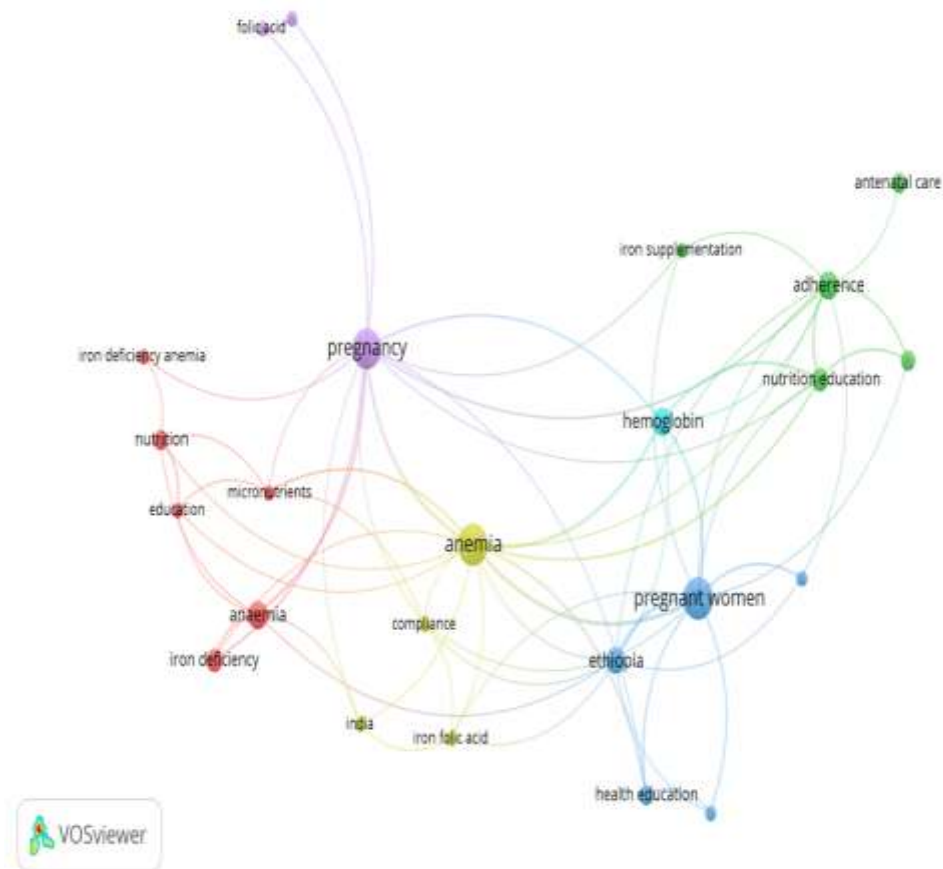 folic acid
antenatal care
iron supplementation
adherence
pregnancy
iron deficiency anemia
nutrition education
hemoglobin
nutrition
micronutrients
education
anemia
pregnant women
anaemia
compliance
iron deficiency
ethiopia
india
iron folic acid
health education
VOSviewer